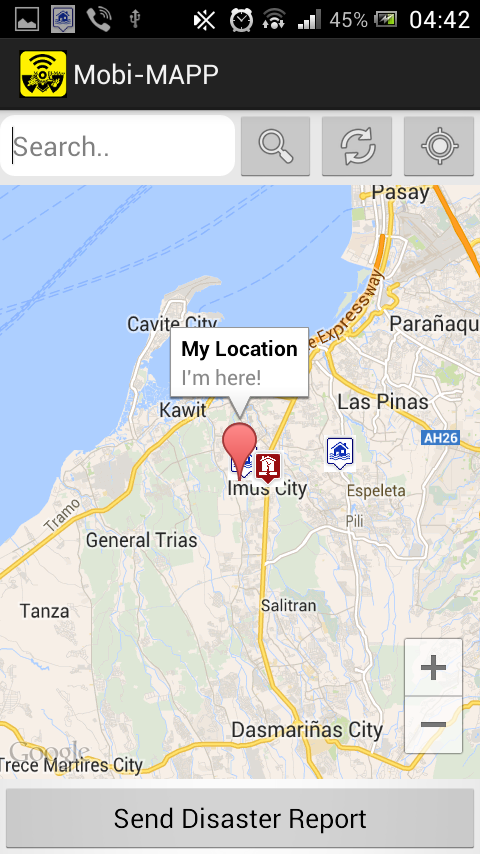 45% 04:42
Mobi-MAPP
Search..
Pasay
Cavite City
e Expressway
Parañaqu
My Location
I'm here!
Kawit
Las Pinas
AH26
Imus City
Espeleta
Tramo
Pili
General Trias
Salitran
Tanza
Dasmariñas City
Google
Trece Martires City
Send Disaster Report